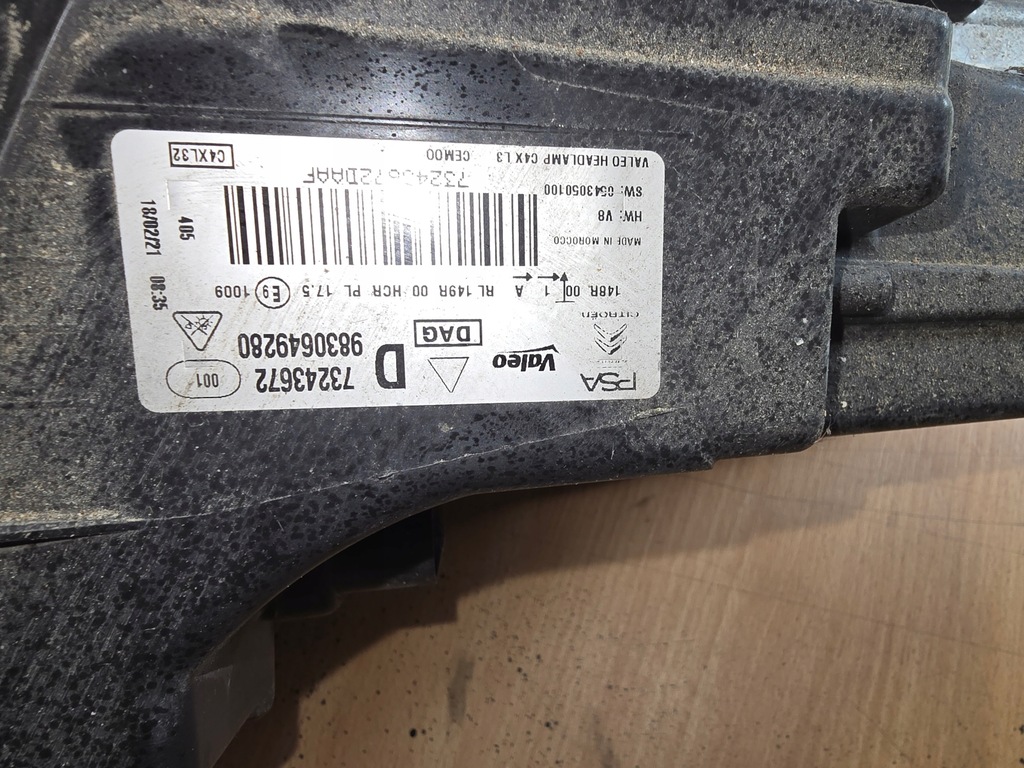 PSA
CITROËN
Valeo
DAG
D
73243672
9830649280
001
148R 00 1 A RL 149R 00 HCR PL 17.5 E9 1009
MADE IN MOROCCO
HW: V8
SW: 0543050100
VALEO HEADLAMP C4X L3
73243672DAAF
CEM00
C4XL32
405
18/02/21 08:35